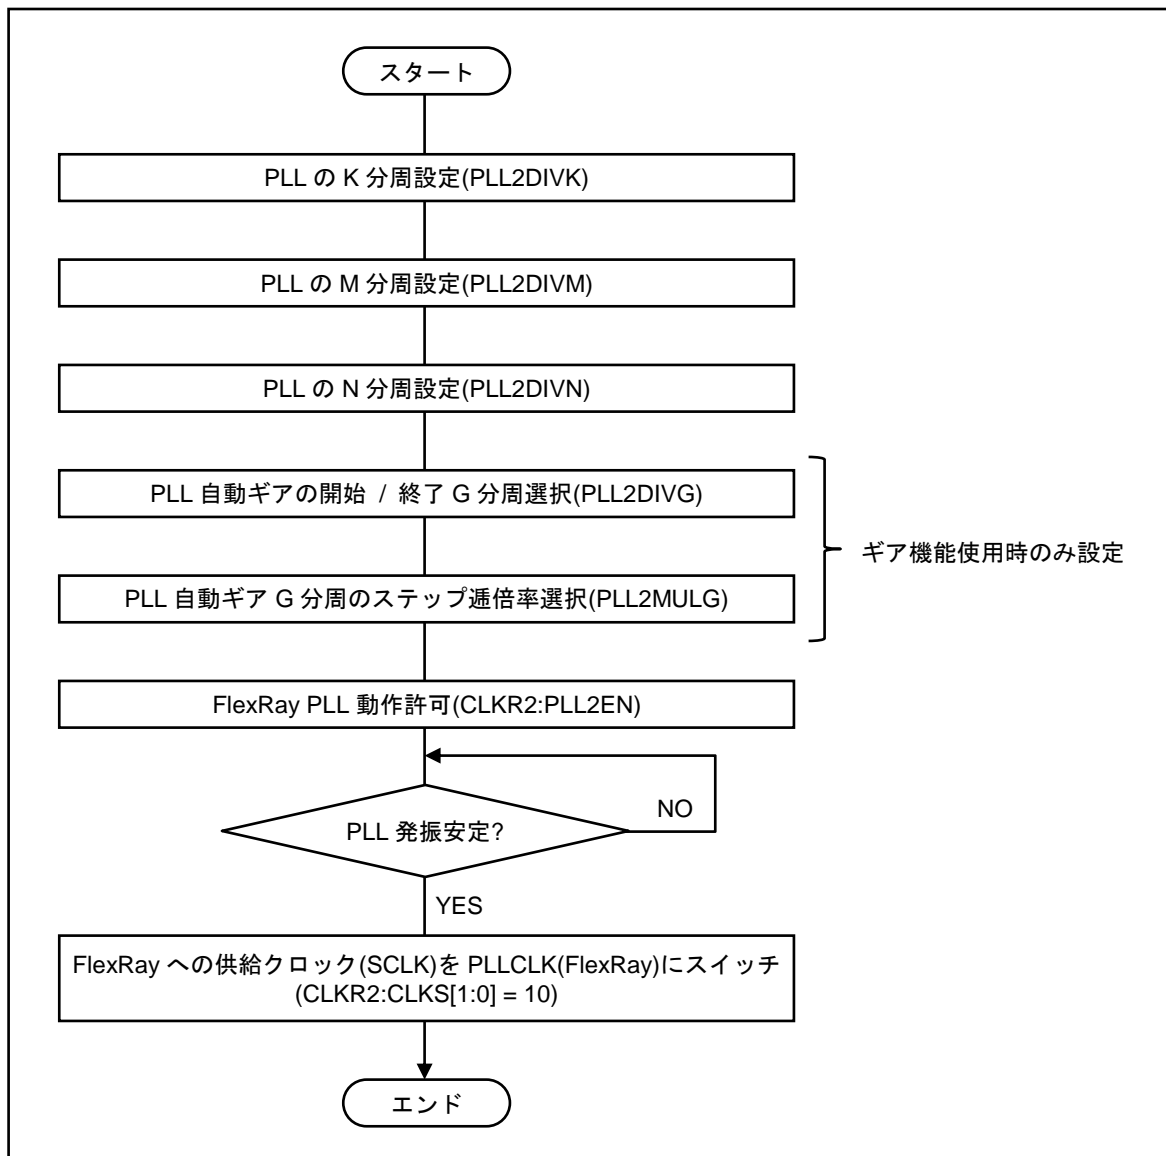 スタート
PLL の K 分周設定(PLL2DIVK)
PLL の M 分周設定(PLL2DIVM)
PLL の N 分周設定(PLL2DIVN)
PLL 自動ギアの開始 / 終了 G 分周選択(PLL2DIVG)
ギア機能使用時のみ設定
PLL 自動ギア G 分周のステップ逓倍率選択(PLL2MULG)
FlexRay PLL 動作許可(CLKR2:PLL2EN)
NO
PLL 発振安定?
YES
FlexRay への供給クロック(SCLK)を PLLCLK(FlexRay)にスイッチ
(CLKR2:CLKS[1:0] = 10)
エンド